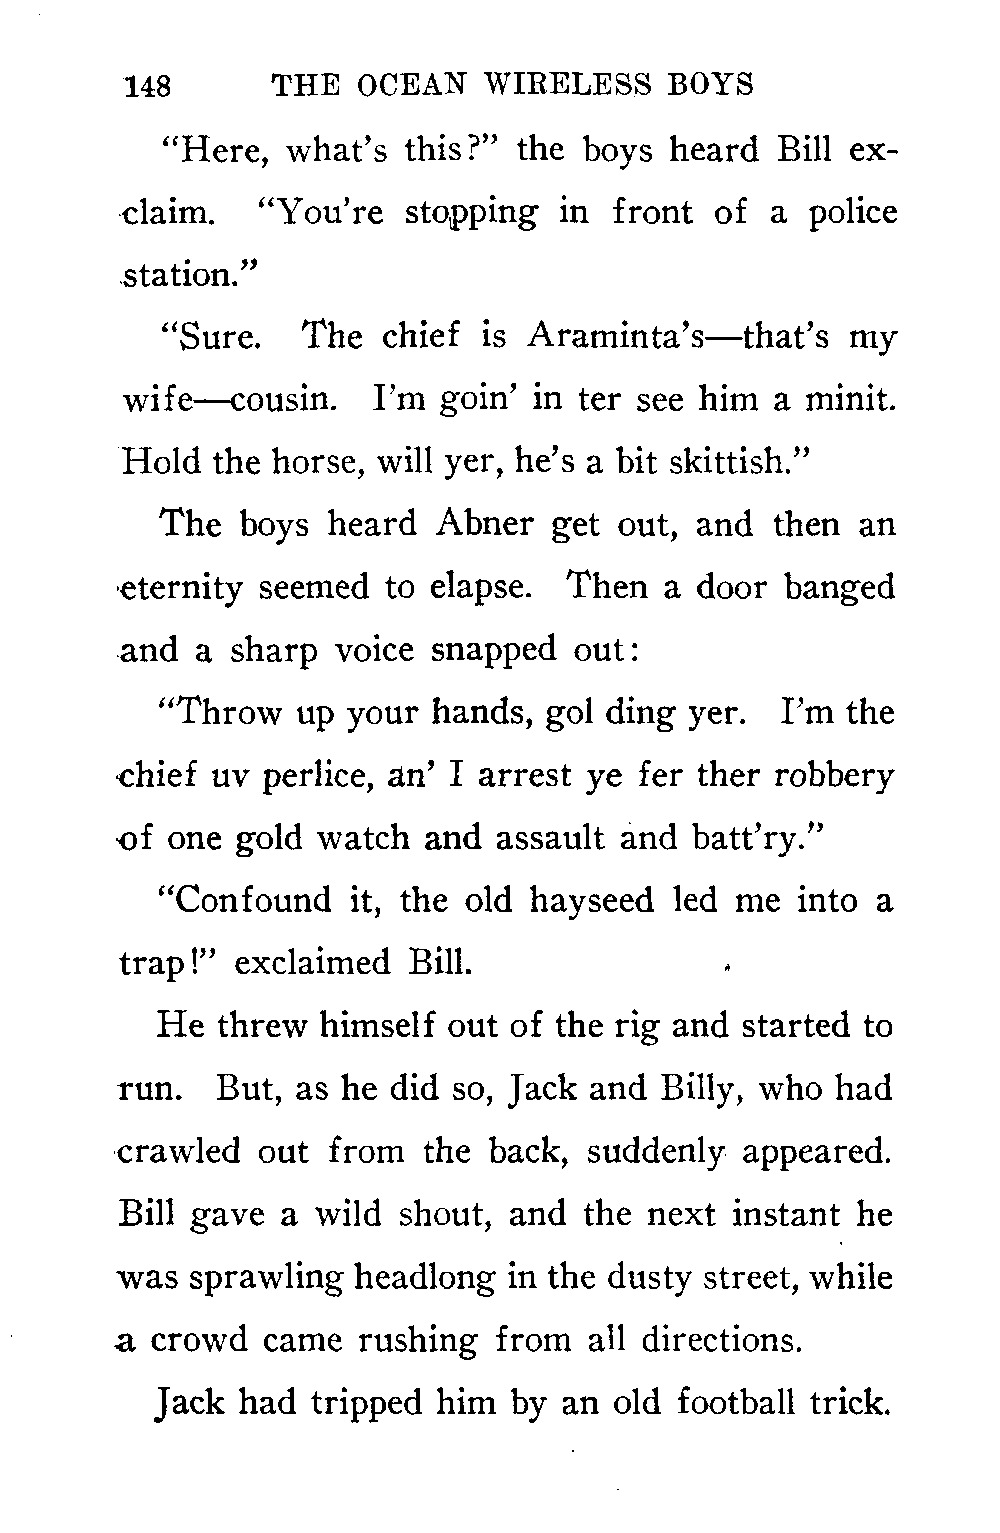 148 THE OCEAN WIRELESS BOYS
“Here, what’s this?” the boys heard Bill ex-
claim. “You’re stopping in front of a police
station.”
“Sure. The chief is Araminta’s—that’s my
wife—cousin. I’m goin’ in ter see him a minit.
Hold the horse, will yer, he’s a bit skittish.”
The boys heard Abner get out, and then an
eternity seemed to elapse. Then a door banged
and a sharp voice snapped out:
“Throw up your hands, gol ding yer. I’m the
chief uv perlice, an’ I arrest ye fer ther robbery
of one gold watch and assault and batt’ry.”
“Confound it, the old hayseed led me into a
trap!” exclaimed Bill.
He threw himself out of the rig and started to
run. But, as he did so, Jack and Billy, who had
crawled out from the back, suddenly appeared.
Bill gave a wild shout, and the next instant he
was sprawling headlong in the dusty street, while
a crowd came rushing from all directions.
Jack had tripped him by an old football trick.